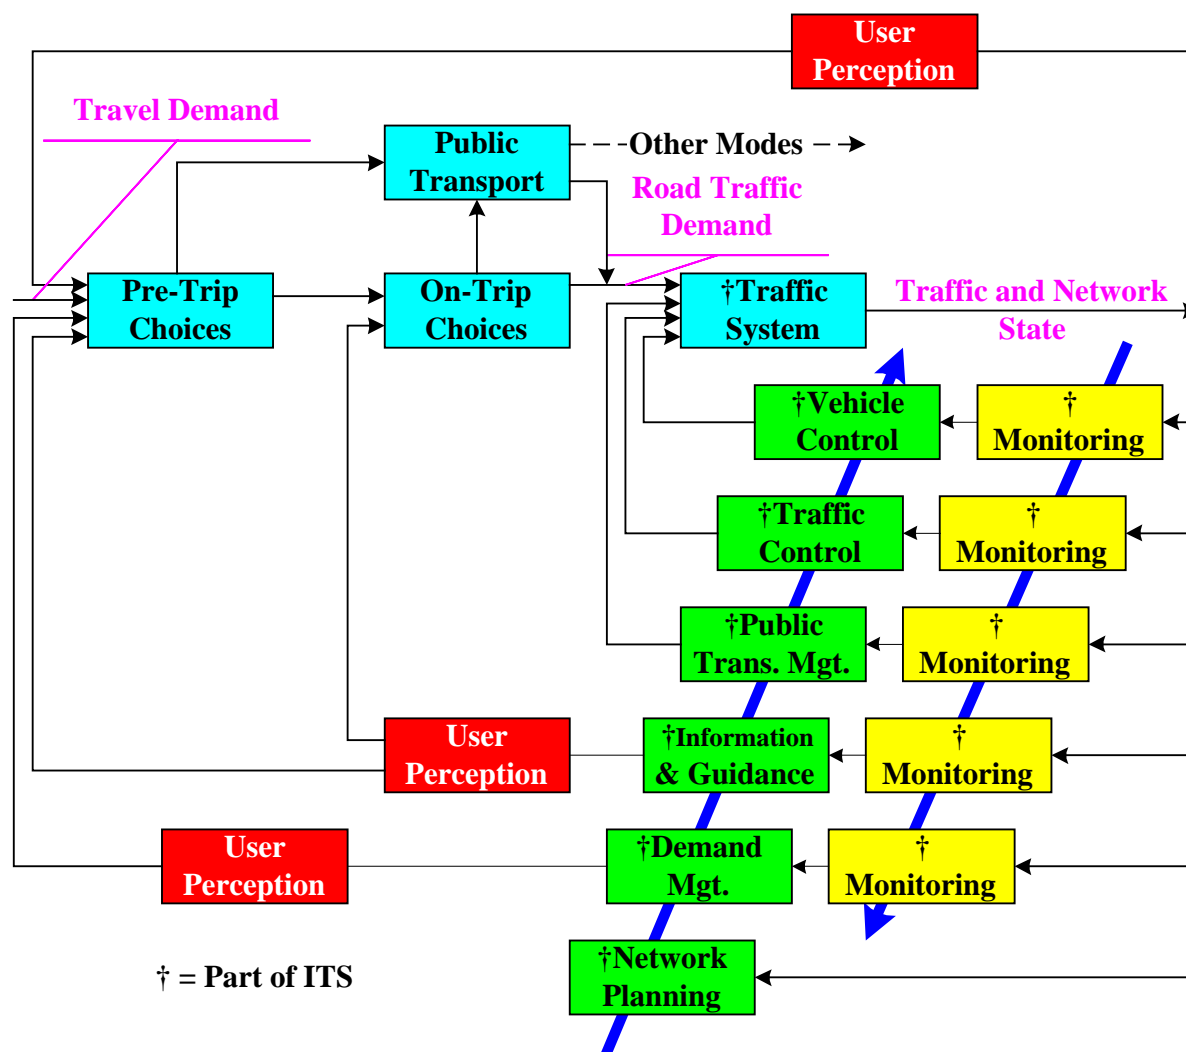 User
Perception
Travel Demand
Public
Transport
Other Modes
Road Traffic
Demand
Pre-Trip
Choices
On-Trip
Choices
†Traffic
System
Traffic and Network
State
†Vehicle
Control
†
Monitoring
†Traffic
Control
†
Monitoring
†Public
Trans. Mgt.
†
Monitoring
User
Perception
†Information
& Guidance
†
Monitoring
User
Perception
†Demand
Mgt.
†
Monitoring
† = Part of ITS
†Network
Planning